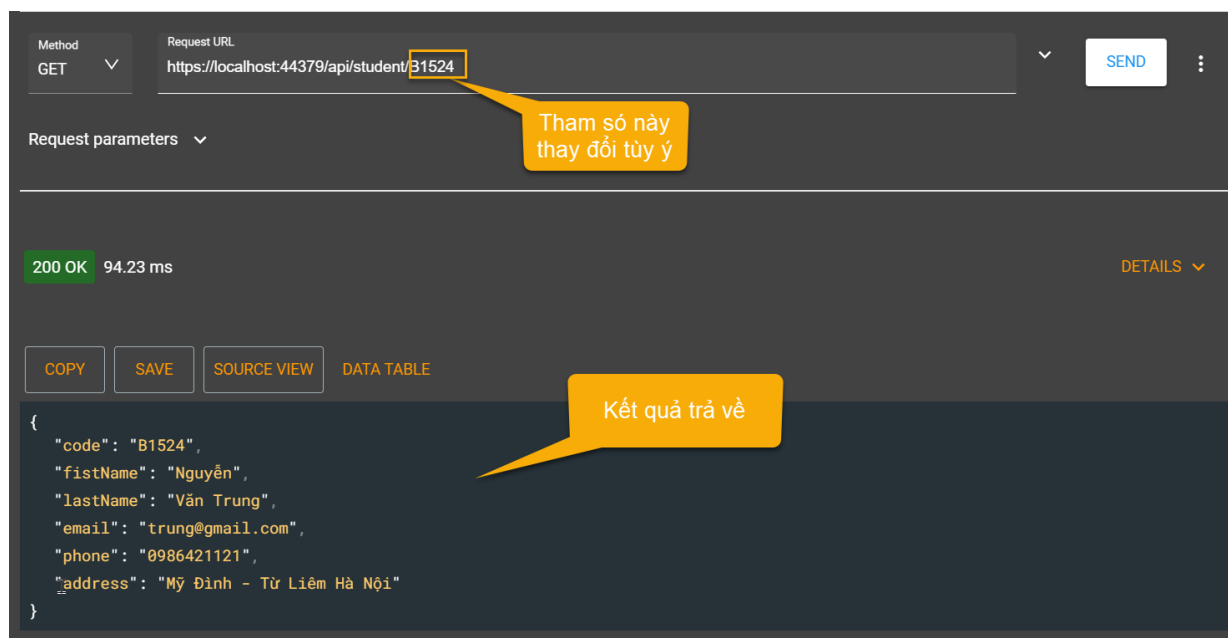 Method
GET
Request URL
https://localhost:44379/api/student/B1524
SEND
Tham só này
thay đổi tùy ý
Request parameters
200 OK 94.23 ms
DETAILS
COPY SAVE SOURCE VIEW DATA TABLE
Kết quả trả về
{
"code": "B1524",
"fistName": "Nguyễn",
"lastName": "Văn Trung",
"email": "trung@gmail.com",
"phone": "0986421121",
"address": "Mỹ Đình - Từ Liêm Hà Nội"
}